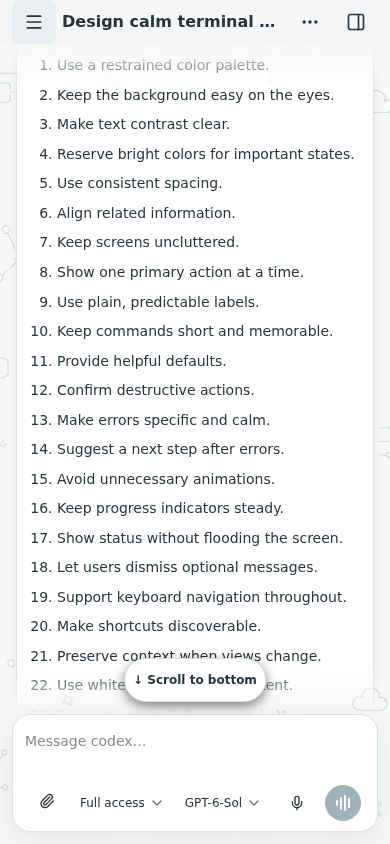 Design calm terminal ...
1. Use a restrained color palette.
2. Keep the background easy on the eyes.
3. Make text contrast clear.
4. Reserve bright colors for important states.
5. Use consistent spacing.
6. Align related information.
7. Keep screens uncluttered.
8. Show one primary action at a time.
9. Use plain, predictable labels.
10. Keep commands short and memorable.
11. Provide helpful defaults.
12. Confirm destructive actions.
13. Make errors specific and calm.
14. Suggest a next step after errors.
15. Avoid unnecessary animations.
16. Keep progress indicators steady.
17. Show status without flooding the screen.
18. Let users dismiss optional messages.
19. Support keyboard navigation throughout.
20. Make shortcuts discoverable.
21. Preserve context when views change.
22. Use
↓ Scroll to bottom
Message codex...
Full access
GPT-6-Sol